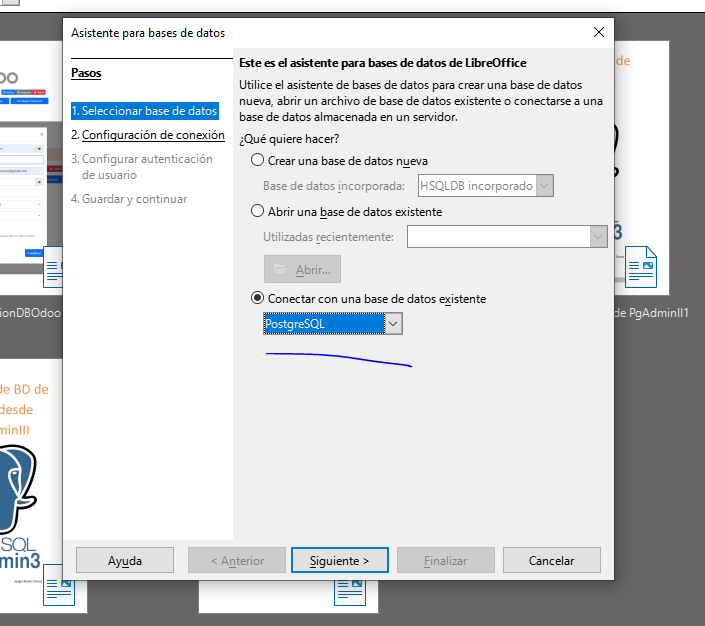 Asistente para bases de datos
Pasos
1. Seleccionar base de datos
2. Configuración de conexión
3. Configurar autenticación
de usuario
4. Guardar y continuar
Este es el asistente para bases de datos de LibreOffice
Utilice el asistente de bases de datos para crear una base de datos
nueva, abrir un archivo de base de datos existente o conectarse a una
base de datos almacenada en un servidor.
¿Qué quiere hacer?
Crear una base de datos nueva
Base de datos incorporada: HSQLDB incorporado
Abrir una base de datos existente
Utilizadas recientemente:
Abrir...
Conectar con una base de datos existente
PostgreSQL
Ayuda
< Anterior
Siguiente >
Finalizar
Cancelar
de
3
ionDBOdoo
de PgAdminII1
de BD de
desde
minIII
SQL
min3